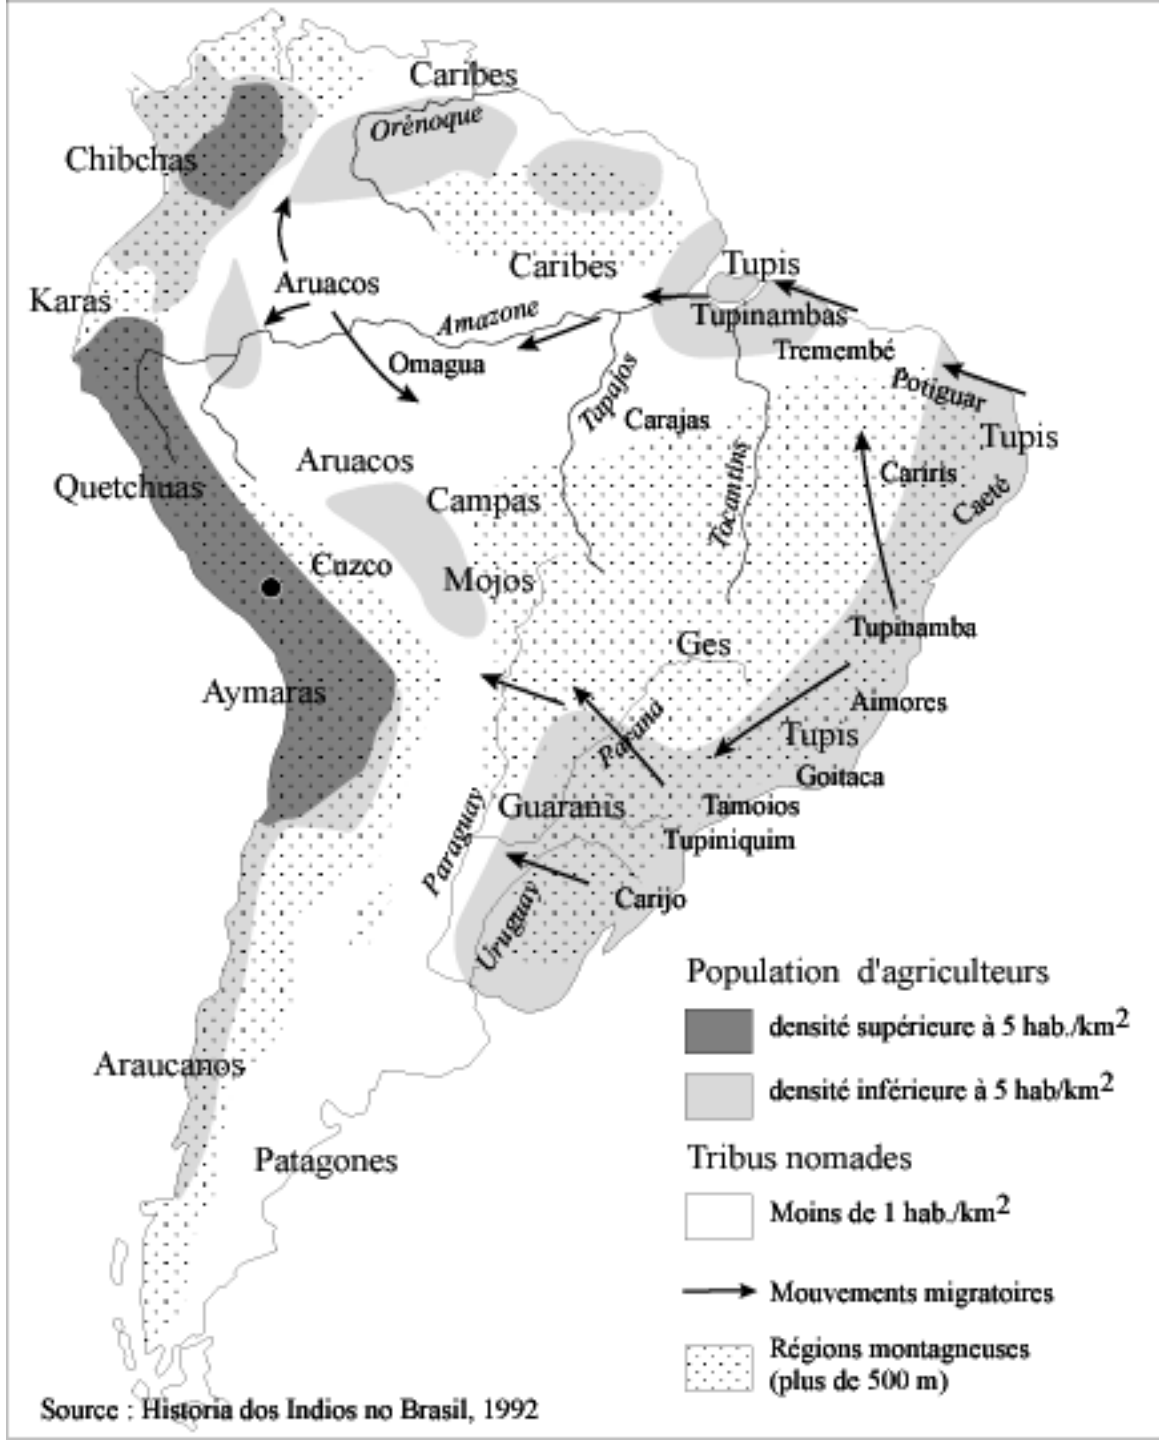 Caribes
Orénoque
Chibchas
Caribes
Tupis
Aruacos
Karas
Amazone
Tupinambas
Tremembé
Omagua
Potiguar
Tapajos
Carajas
Tupis
Aruacos
Cariris
Quetchuas
Campas
Tocantins
Caeté
Cuzco
Mojos
Tupinamba
Ges
Aymaras
Aimores
Parana
Tupis
Goitaca
Guaranis
Tamoios
Paraguay
Tupiniquim
Carijo
Uruguay
Araucanos
Patagones
Population d'agriculteurs
densité supérieure à 5 hab./km²
densité inférieure à 5 hab/km²
Tribus nomades
Moins de 1 hab./km²
Mouvements migratoires
Régions montagneuses
(plus de 500 m)
Source : Historia dos Indios no Brasil, 1992